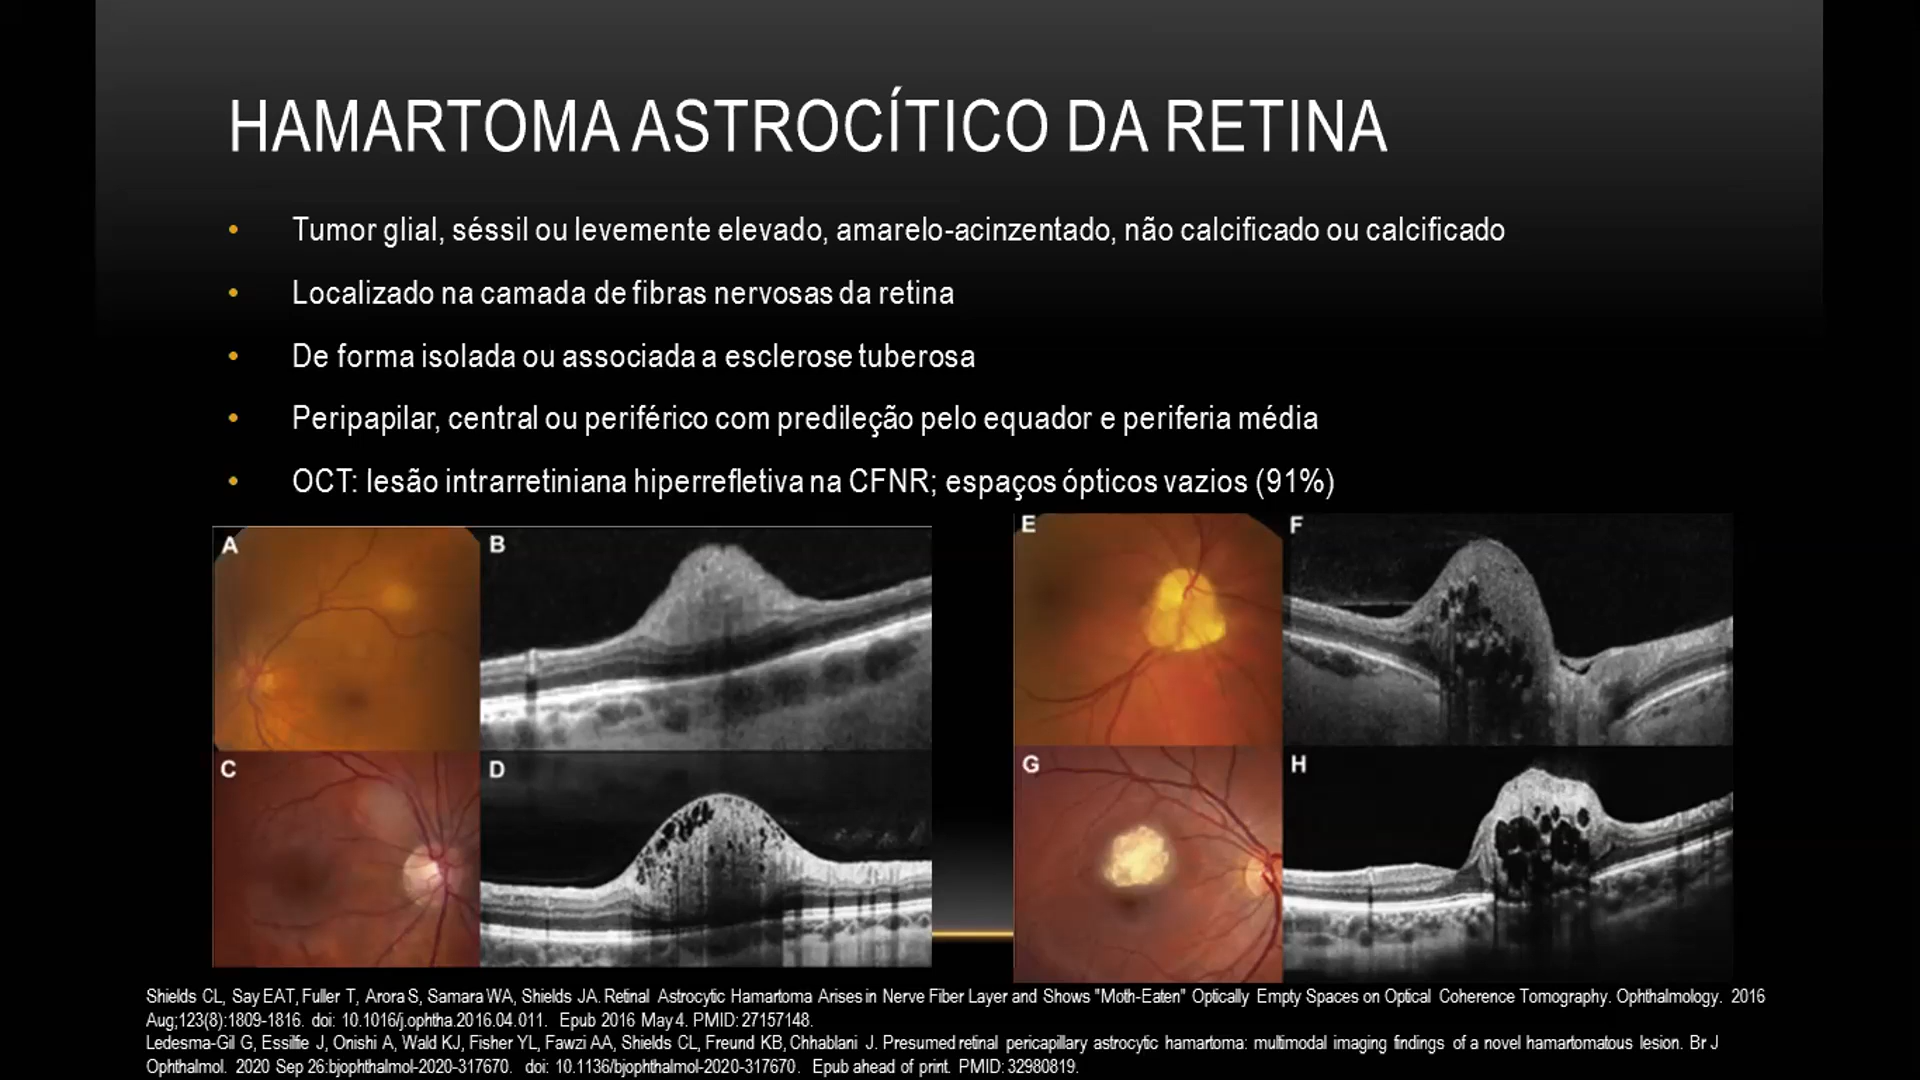 HAMARTOMA ASTROCÍTICO DA RETINA
• Tumor glial, séssil ou levemente elevado, amarelo-acinzentado, não calcificado ou calcificado
• Localizado na camada de fibras nervosas da retina
• De forma isolada ou associada a esclerose tuberosa
• Peripapilar, central ou periférico com predileção pelo equador e periferia média
• OCT: lesão intrarretiniana hiperrefletiva na CFNR; espaços ópticos vazios (91%)
A B E F
C D G H
Shields CL, Say EAT, Fuller T, Arora S, Samara WA, Shields JA. Retinal Astrocytic Hamartoma Arises in Nerve Fiber Layer and Shows "Moth-Eaten" Optically Empty Spaces on Optical Coherence Tomography. Ophthalmology. 2016
Aug;123(8):1809-1816. doi: 10.1016/j.ophtha.2016.04.011. Epub 2016 May 4. PMID: 27157148.
Ledesma-Gil G, Essilfie J, Onishi A, Wald KJ, Fisher YL, Fawzi AA, Shields CL, Freund KB, Chhablani J. Presumed retinal pericapillary astrocytic hamartoma: multimodal imaging findings of a novel hamartomatous lesion. Br J
Ophthalmol. 2020 Sep 26:bjophthalmol-2020-317670. doi: 10.1136/bjophthalmol-2020-317670. Epub ahead of print. PMID: 32980819.